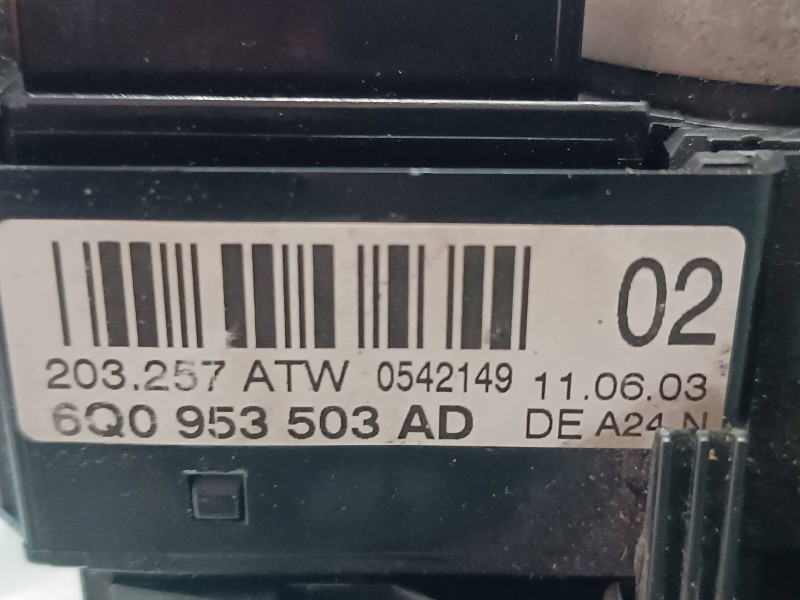 02
203.257 ATW 0542149 11.06.03
6Q0 953 503 AD DE A24 N